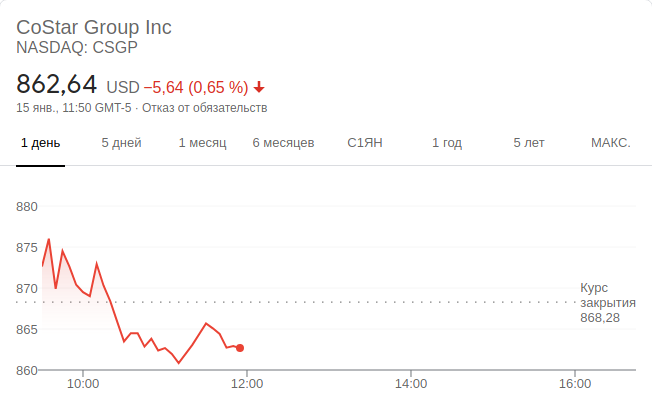 CoStar Group Inc
NASDAQ: CSGP
862,64 USD −5,64 (0,65 %)
15 янв., 11:50 GMT-5 · Отказ от обязательств
1 день 5 дней 1 месяц 6 месяцев С1ЯН 1 год 5 лет МАКС.
880
875
870
865
860
Курс
закрытия
868,28
10:00 12:00 14:00 16:00